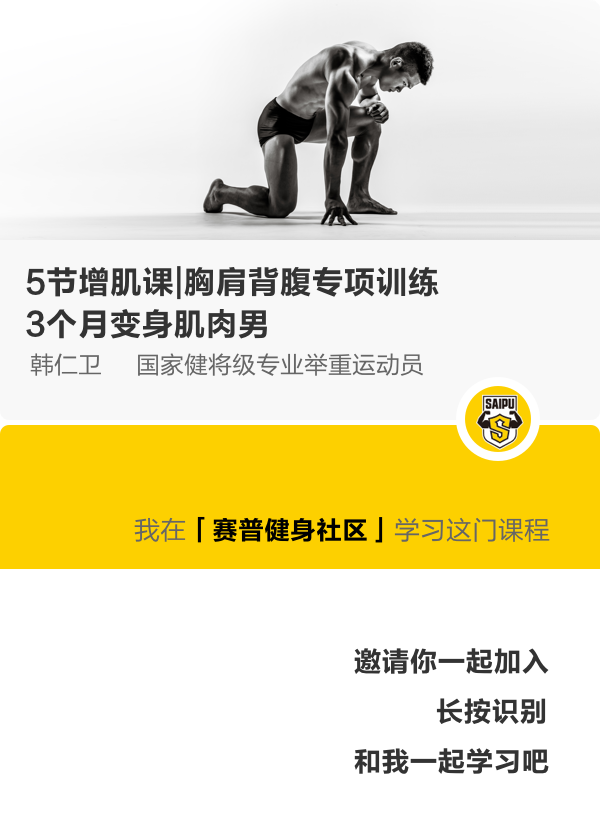 5节增肌课|胸肩背腹专项训练
3个月变身肌肉男
韩仁卫 国家健将级专业举重运动员
SAIPU
S
我在「赛普健身社区」学习这门课程
邀请你一起加入
长按识别
和我一起学习吧